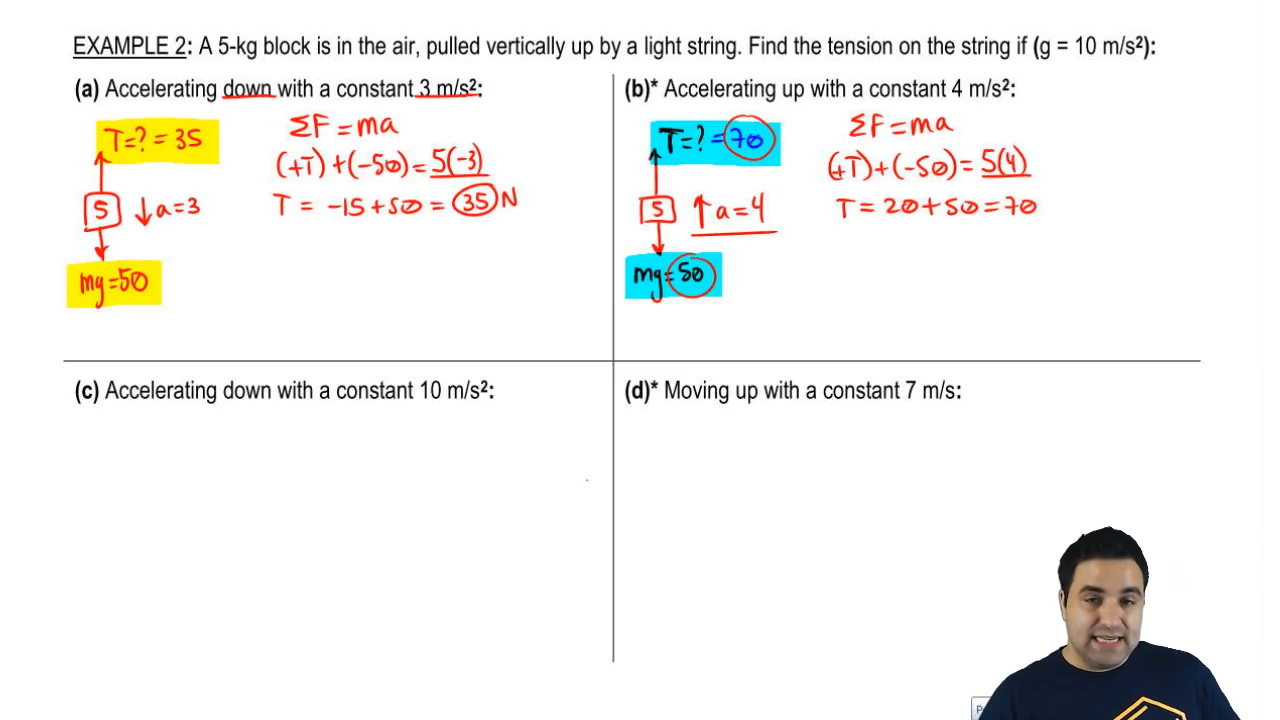 EXAMPLE 2: A 5-kg block is in the air, pulled vertically up by a light string. Find the tension on the string if (g = 10 m/s²):
(a) Accelerating down with a constant 3 m/s²:
T=? = 35
ΣF = ma
(+T) + (-50) = 5(-3)
5
↓a=3
T = -15 + 50 = 35 N
mg=50
(b)* Accelerating up with a constant 4 m/s²:
T=? = 70
ΣF = ma
(+T) + (-50) = 5(4)
5
↑a=4
T = 20 + 50 = 70
mg=50
(c) Accelerating down with a constant 10 m/s²:
(d)* Moving up with a constant 7 m/s: